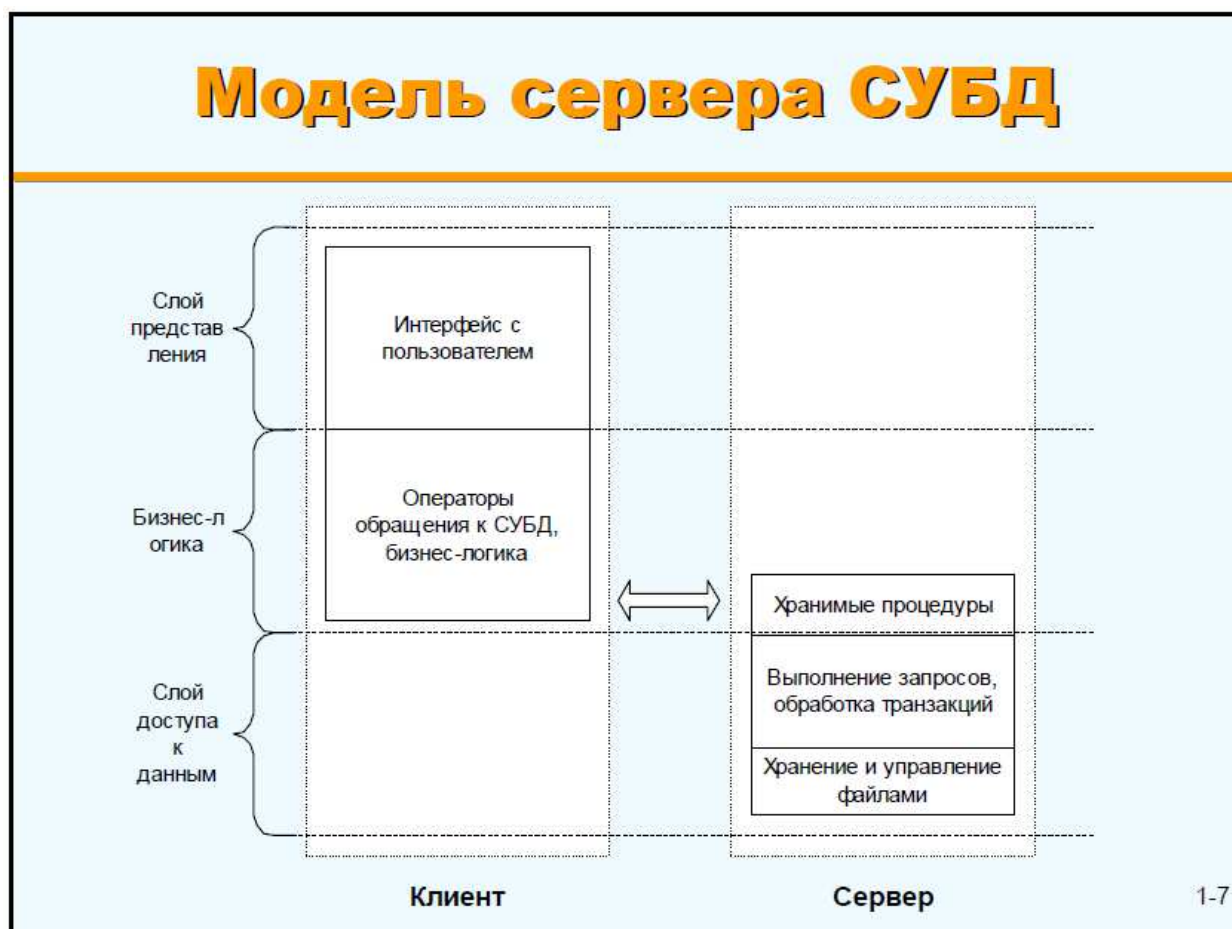 Модель сервера СУБД
Слой
представ
ления
Интерфейс с
пользователем
Бизнес-л
огика
Операторы
обращения к СУБД,
бизнес-логика
Хранимые процедуры
Слой
доступа
к
данным
Выполнение запросов,
обработка транзакций
Хранение и управление
файлами
Клиент
Сервер
1-7